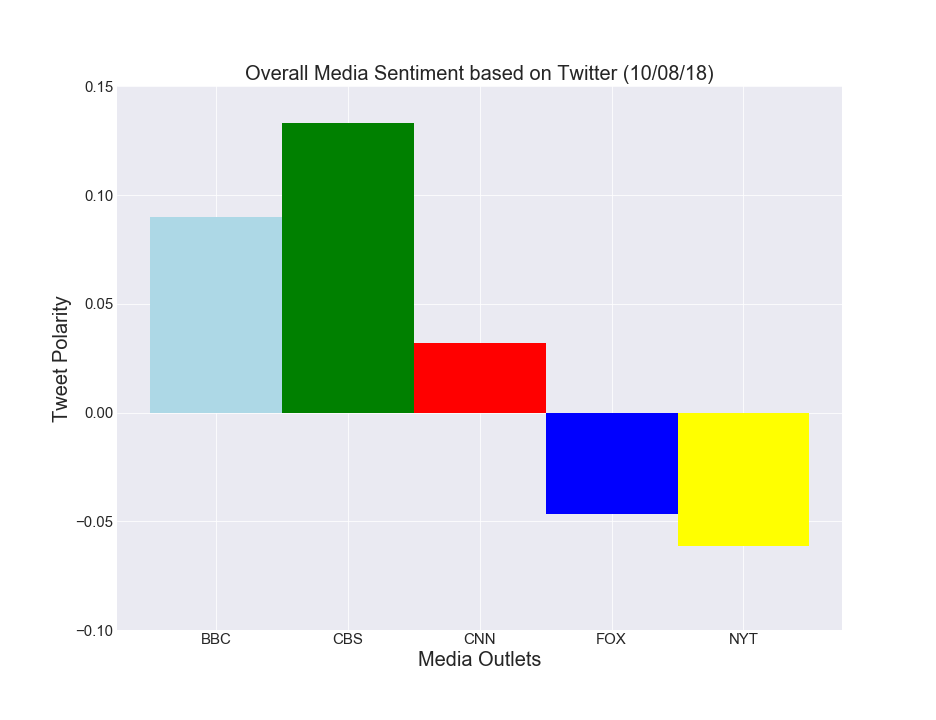 Overall Media Sentiment based on Twitter (10/08/18)
0.15
0.10
0.05
0.00
−0.05
−0.10
Tweet Polarity
BBC CBS CNN FOX NYT
Media Outlets